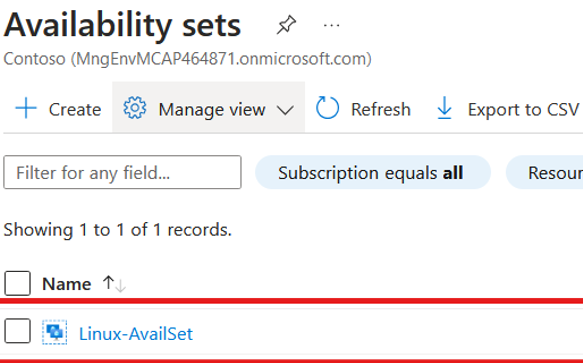 Availability sets
Contoso (MngEnvMCAP464871.onmicrosoft.com)
Create Manage view Refresh Export to CSV
Filter for any field... Subscription equals all Resour
Showing 1 to 1 of 1 records.
Name ↑↓
Linux-AvailSet